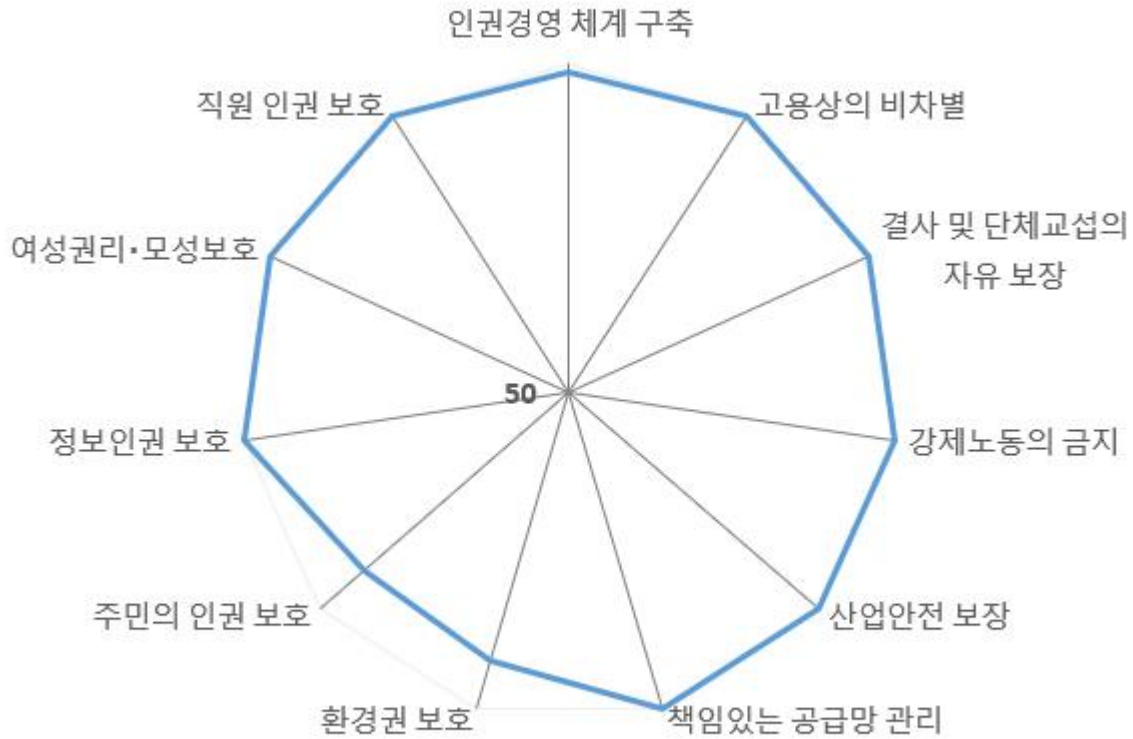 인권경영 체계 구축
직원 인권 보호
고용상의 비차별
여성권리·모성보호
결사 및 단체교섭의
자유 보장
50
정보인권 보호
강제노동의 금지
주민의 인권 보호
산업안전 보장
환경권 보호
책임있는 공급망 관리